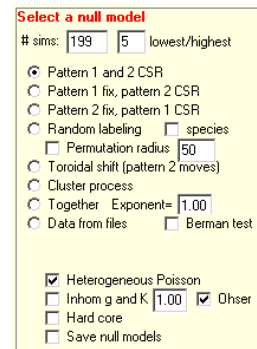 Select a null model
# sims: 199 5 lowest/highest
Pattern 1 and 2 CSR
Pattern 1 fix, pattern 2 CSR
Pattern 2 fix, pattern 1 CSR
Random labeling species
Permutation radius 50
Toroidal shift (pattern 2 moves)
Cluster process
Together Exponent= 1.00
Data from files Berman test
Heterogeneous Poisson
Inhom g and K 1.00 Ohser
Hard core
Save null models